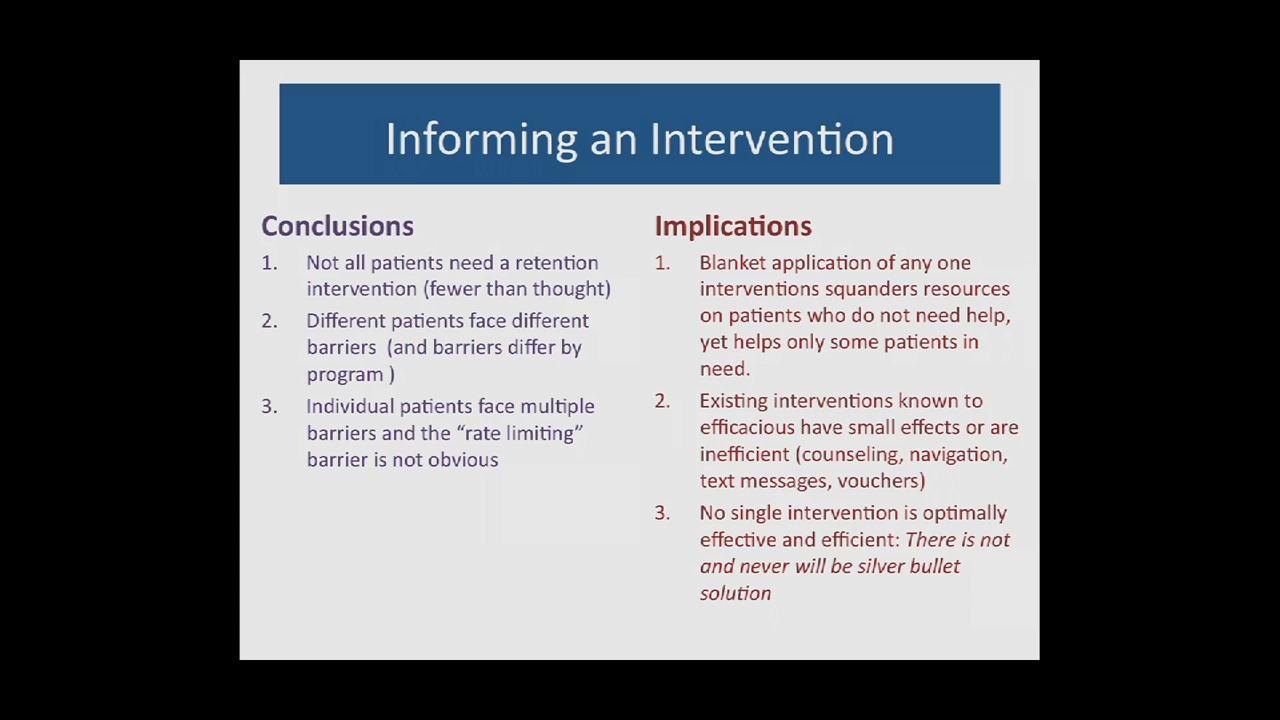 Informing an Intervention
Conclusions
1. Not all patients need a retention
intervention (fewer than thought)
2. Different patients face different
barriers (and barriers differ by
program )
3. Individual patients face multiple
barriers and the “rate limiting”
barrier is not obvious
Implications
1. Blanket application of any one
interventions squanders resources
on patients who do not need help,
yet helps only some patients in
need.
2. Existing interventions known to
efficacious have small effects or are
inefficient (counseling, navigation,
text messages, vouchers)
3. No single intervention is optimally
effective and efficient: There is not
and never will be silver bullet
solution